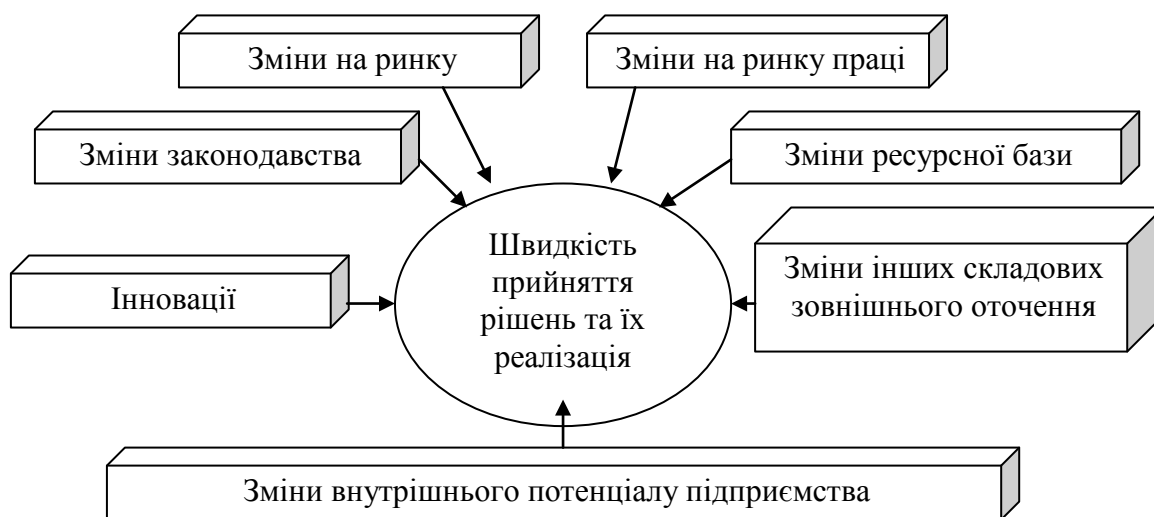 Зміни на ринку
Зміни на ринку праці
Зміни законодавства
Зміни ресурсної бази
Швидкість
прийняття
рішень та їх
реалізація
Зміни інших складових
зовнішнього оточення
Інновації
Зміни внутрішнього потенціалу підприємства